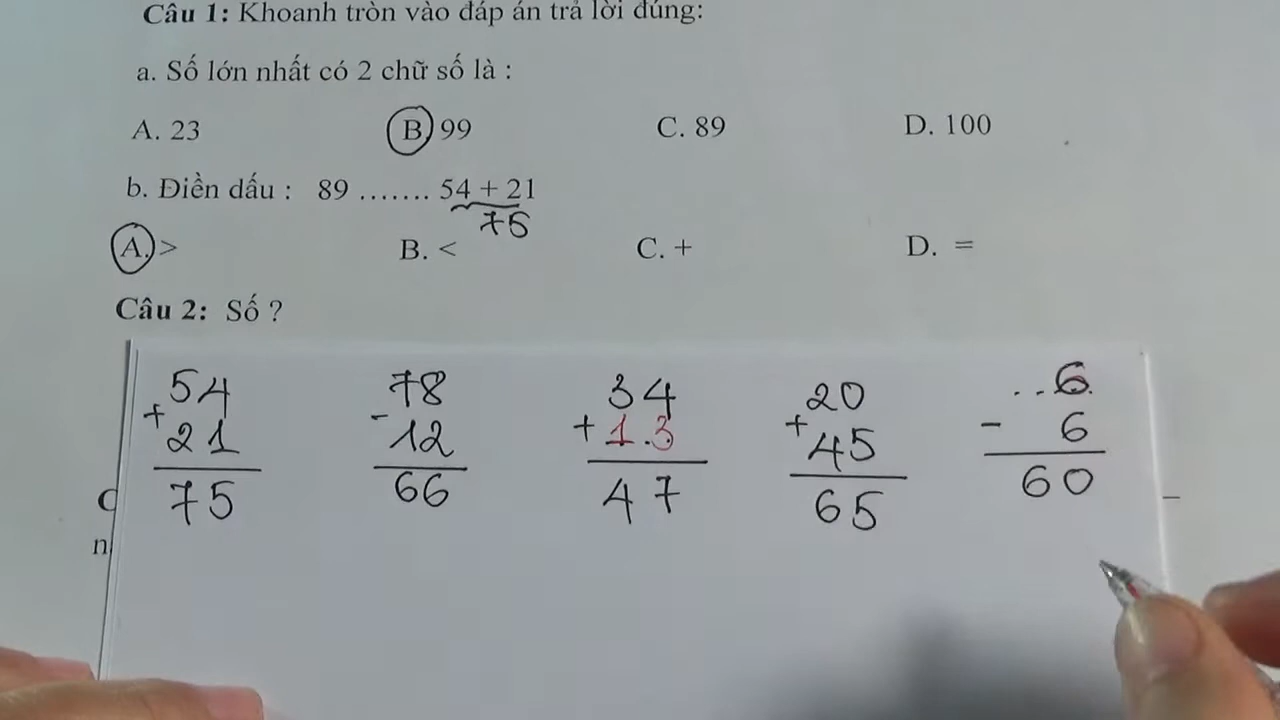 Câu 1: Khoanh tròn vào đáp án trả lời đúng:
a. Số lớn nhất có 2 chữ số là :
A. 23 B. 99 C. 89 D. 100
b. Điền dấu : 89 ....... 54 + 21
75
A. > B. < C. + D. =
Câu 2: Số ?
54 78 34 20 ..6.
+ - + + -
21 12 1.3 45 6
75 66 47 65 60
C
n